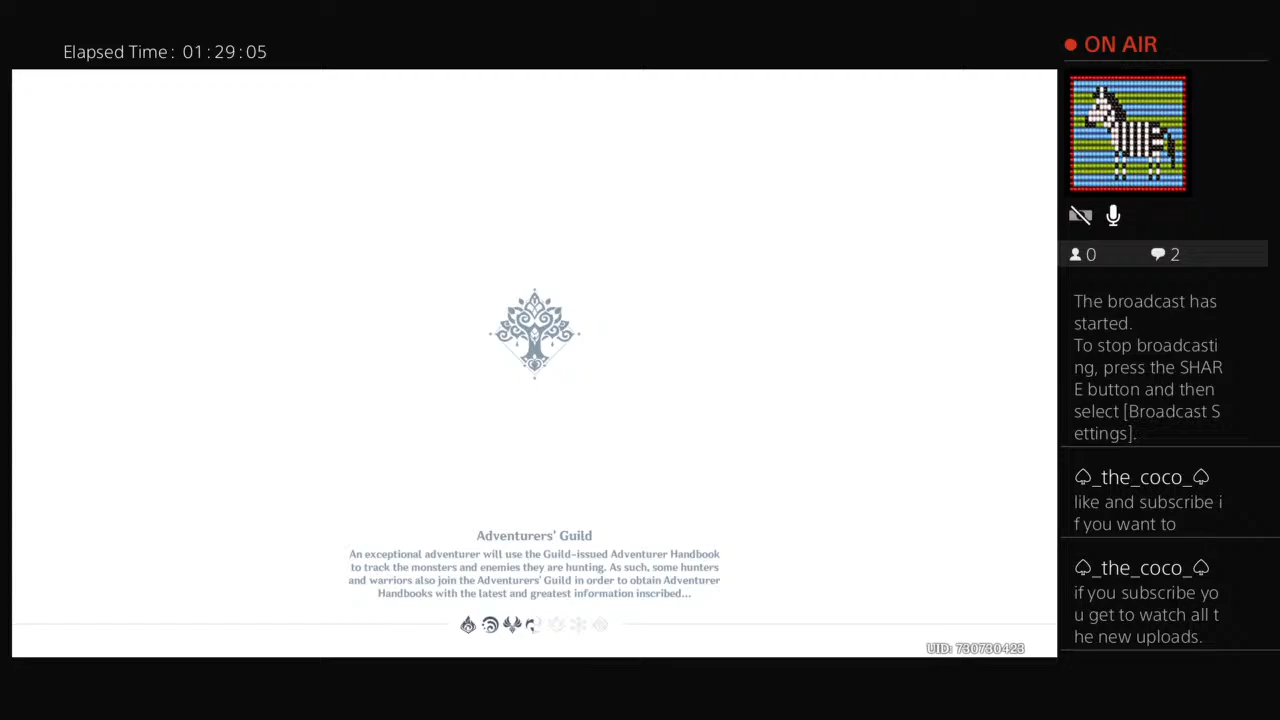 Elapsed Time: 01:29:05
ON AIR
0 2
The broadcast has
started.
To stop broadcasti
ng, press the SHAR
E button and then
select [Broadcast S
ettings].
♤_the_coco_♤
like and subscribe i
f you want to
♤_the_coco_♤
if you subscribe yo
u get to watch all t
he new uploads.
Adventurers' Guild
An exceptional adventurer will use the Guild-issued Adventurer Handbook
to track the monsters and enemies they are hunting. As such, some hunters
and warriors also join the Adventurers' Guild in order to obtain Adventurer
Handbooks with the latest and greatest information inscribed...
UID: 730730423